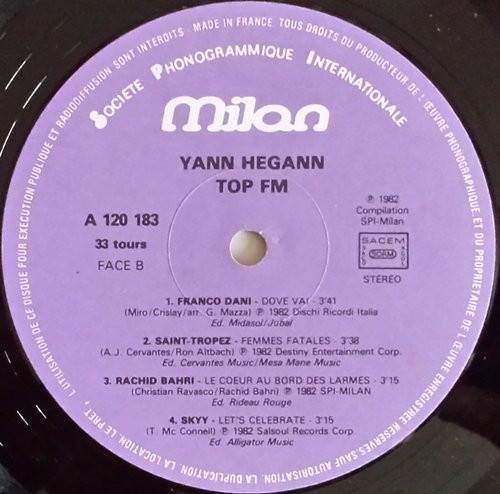 MADE IN FRANCE. TOUS DROITS DU PRODUCTEUR DE L'ŒUVRE PHONOGRAPHIQUE ET DU PROPRIETAIRE DE L'ŒUVRE ENREGISTREE RESERVES. SAUF AUTORISATION, LA DUPLICATION, LA LOCATION, LE PRET, L'UTILISATION DE CE DISQUE POUR EXECUTION PUBLIQUE ET RADIODIFFUSION SONT INTERDITS -
SOCIETE PHONOGRAMMIQUE INTERNATIONALE
milan
YANN HEGANN
TOP FM
A 120 183
33 tours
FACE B
℗ 1982
Compilation
SPI-Milan
SACEM
SDRM
STÉRÉO
1. FRANCO DANI - DOVE VAI - 3'41
(Miro/Crislay/arr. G. Mazza) ℗ 1982 Dischi Ricordi Italia
Ed. Midasol/Jubal
2. SAINT-TROPEZ - FEMMES FATALES - 3'38
(A.J. Cervantes/Ron Altbach) ℗ 1982 Destiny Entertainment Corp.
Ed. Cervantes Music/Mesa Mane Music
3. RACHID BAHRI - LE COEUR AU BORD DES LARMES - 3'15
(Christian Ravasco/Rachid Bahri) ℗ 1982 SPI-MILAN
Ed. Rideau Rouge
4. SKYY - LET'S CELEBRATE - 3'15
(T. Mc Connell) ℗ 1982 Salsoul Records Corp.
Ed. Alligator Music